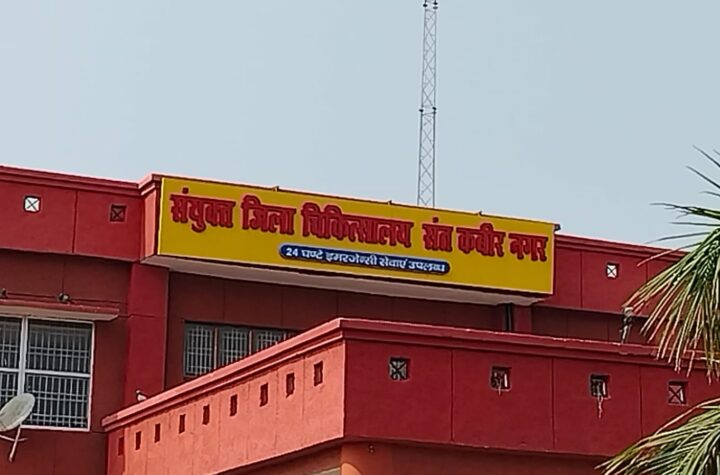 संयुक्त जिला चिकित्सालय संत कबीर नगर
24 घण्टे इमरजेन्सी सेवाएं उपलब्ध